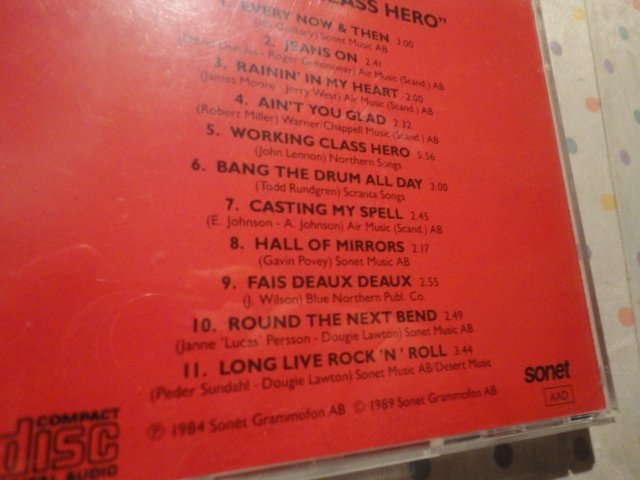 CLASS HERO"
1. EVERY NOW & THEN 3.00
Sonet Music AB
2. JEANS ON 2.41
Roger Greenaway) Air Music (Scand.) AB
3. RAININ' IN MY HEART 2.00
(James Moore - Jerry West) Air Music (Scand.) AB
4. AIN'T YOU GLAD 2.32
(Robert Miller) Warner/Chappell Music (Scand.) AB
5. WORKING CLASS HERO 5.56
(John Lennon) Northern Songs
6. BANG THE DRUM ALL DAY 3.00
(Todd Rundgren) Scranta Songs
7. CASTING MY SPELL 2.45
(E. Johnson - A. Johnson) Air Music (Scand.) AB
8. HALL OF MIRRORS 2.17
(Gavin Povey) Sonet Music AB
9. FAIS DEAUX DEAUX 2.55
(J. Wilson) Blue Northern Publ. Co.
10. ROUND THE NEXT BEND 2.49
(Janne 'Lucas' Persson - Dougie Lawton) Sonet Music AB
11. LONG LIVE ROCK 'N' ROLL 3.44
(Peder Sundahl - Dougie Lawton) Sonet Music AB/Desert Music
℗ 1984 Sonet Grammofon AB © 1989 Sonet Grammofon AB
sonet
AAD
COMPACT
disc
AUDIO